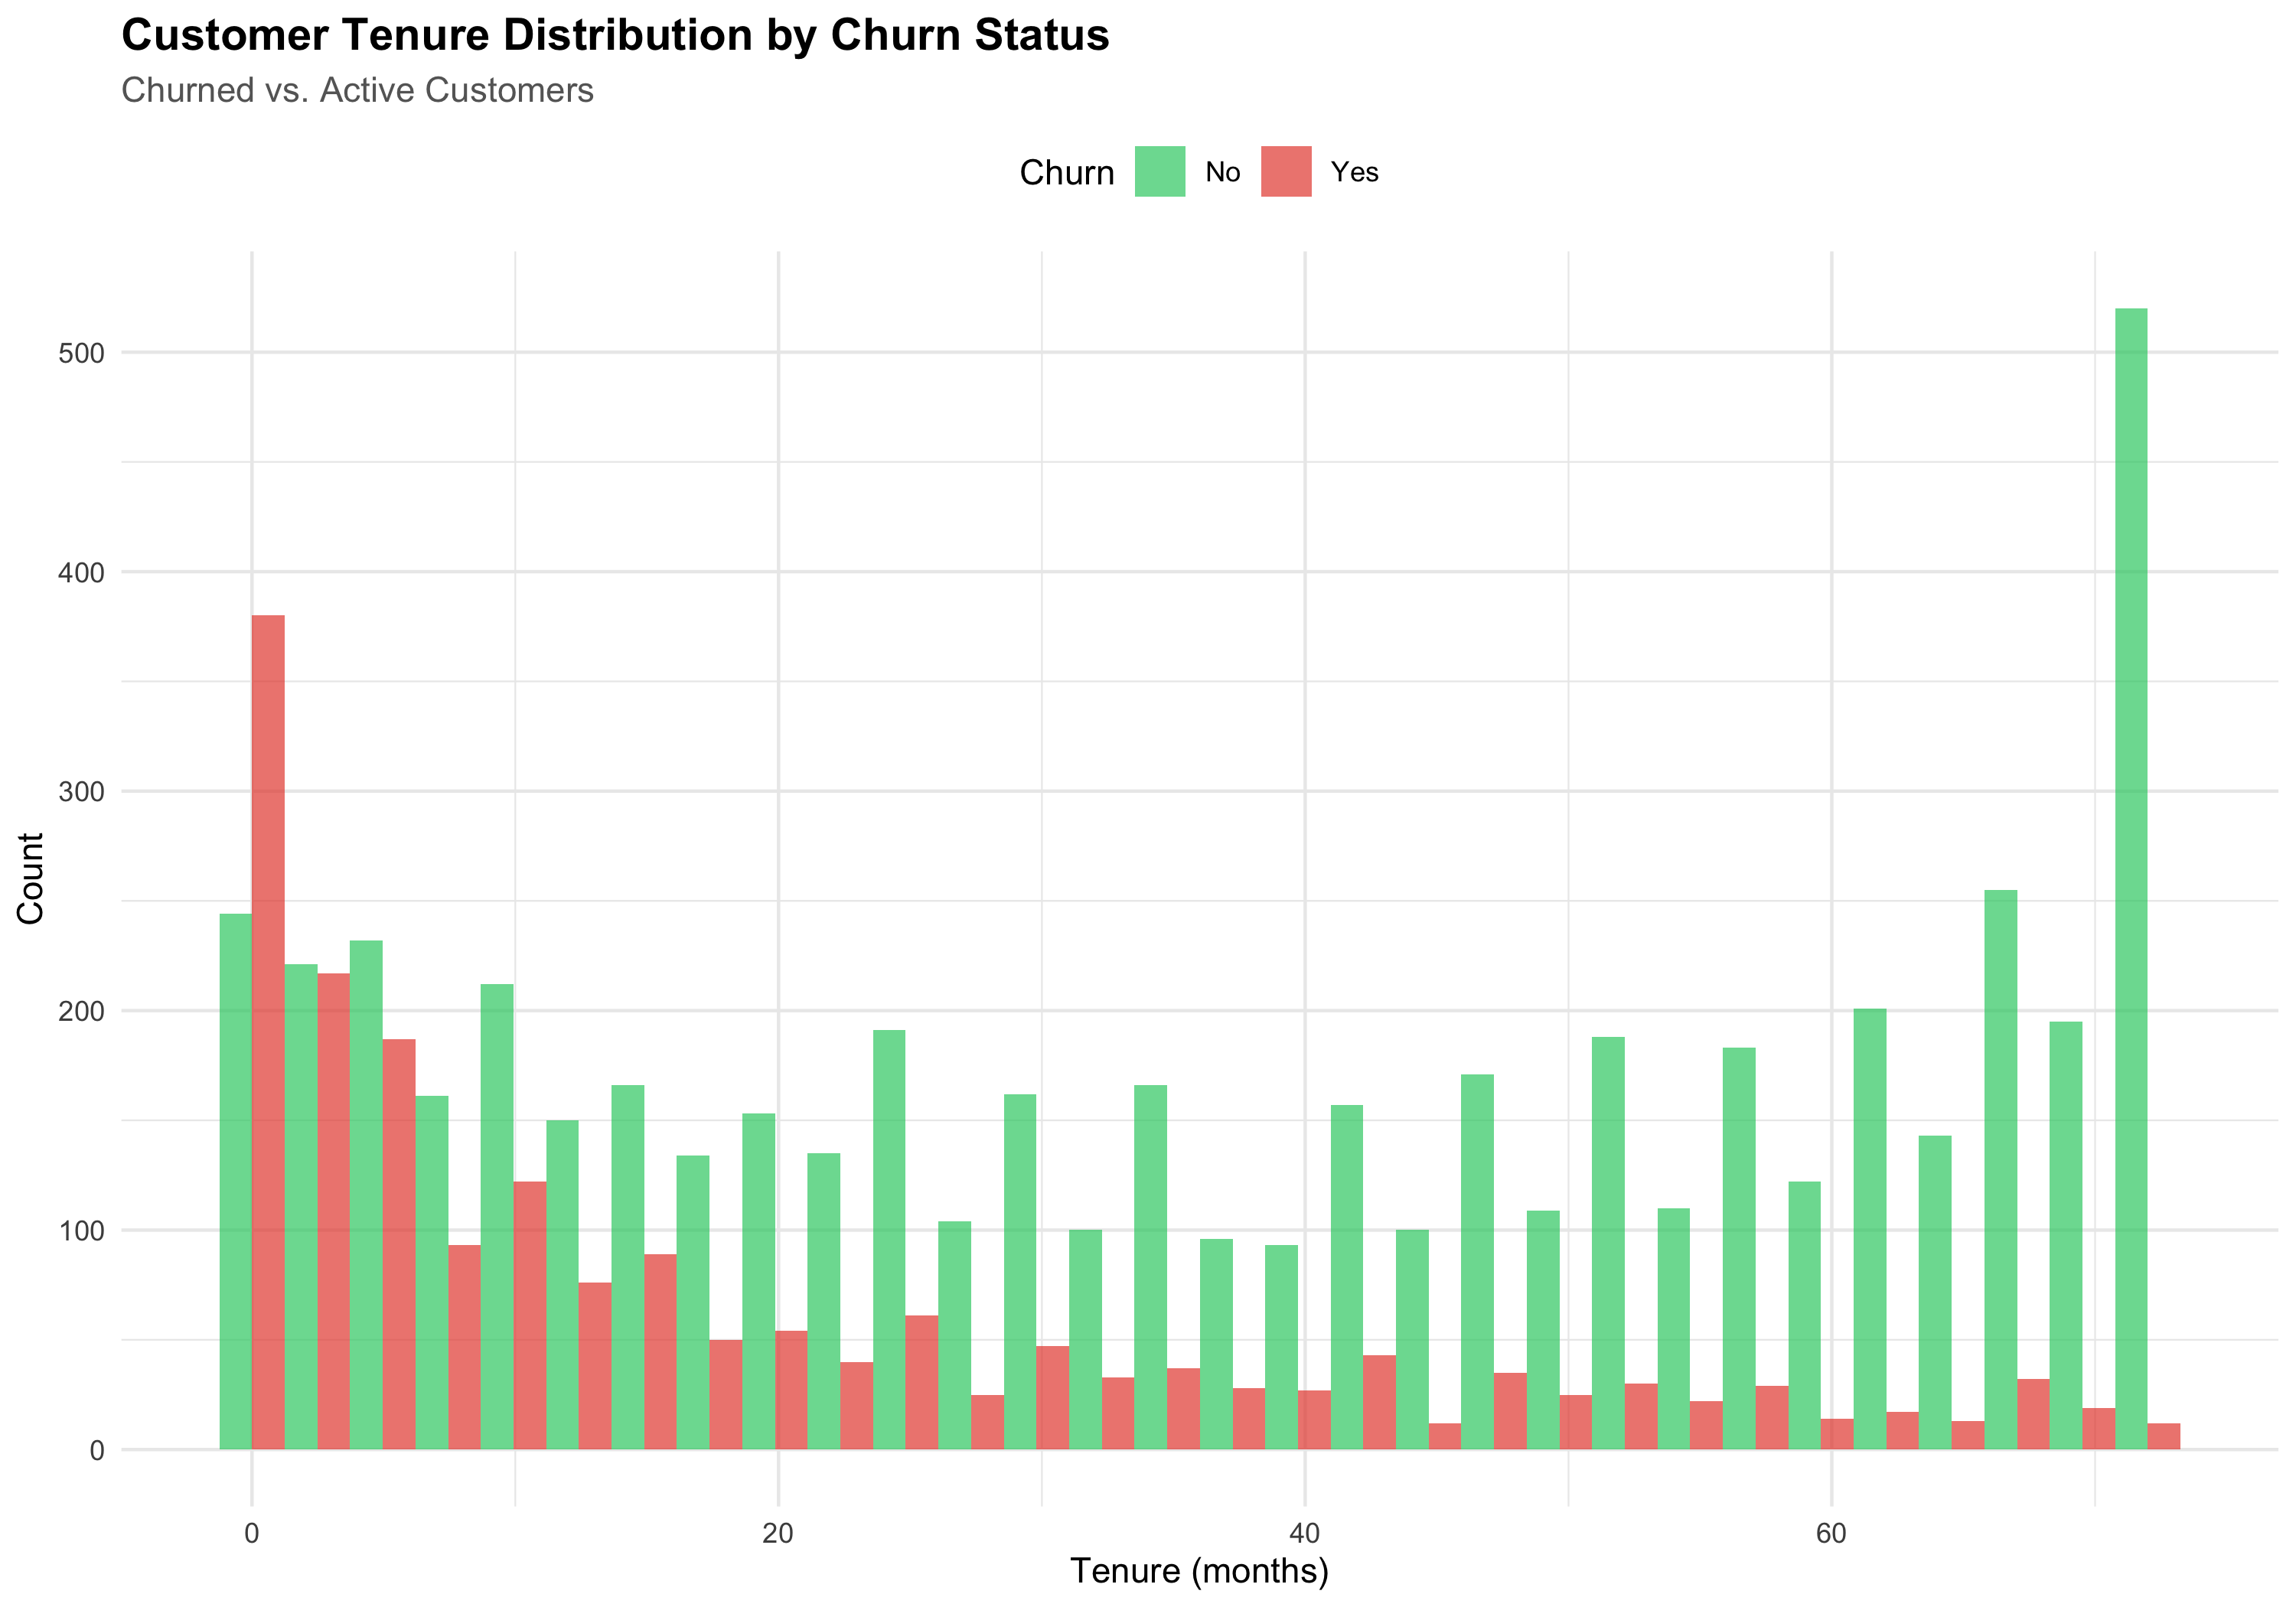 Customer Tenure Distribution by Churn Status
Churned vs. Active Customers
Churn No Yes
500
400
300
200
100
0
Count
0 20 40 60
Tenure (months)